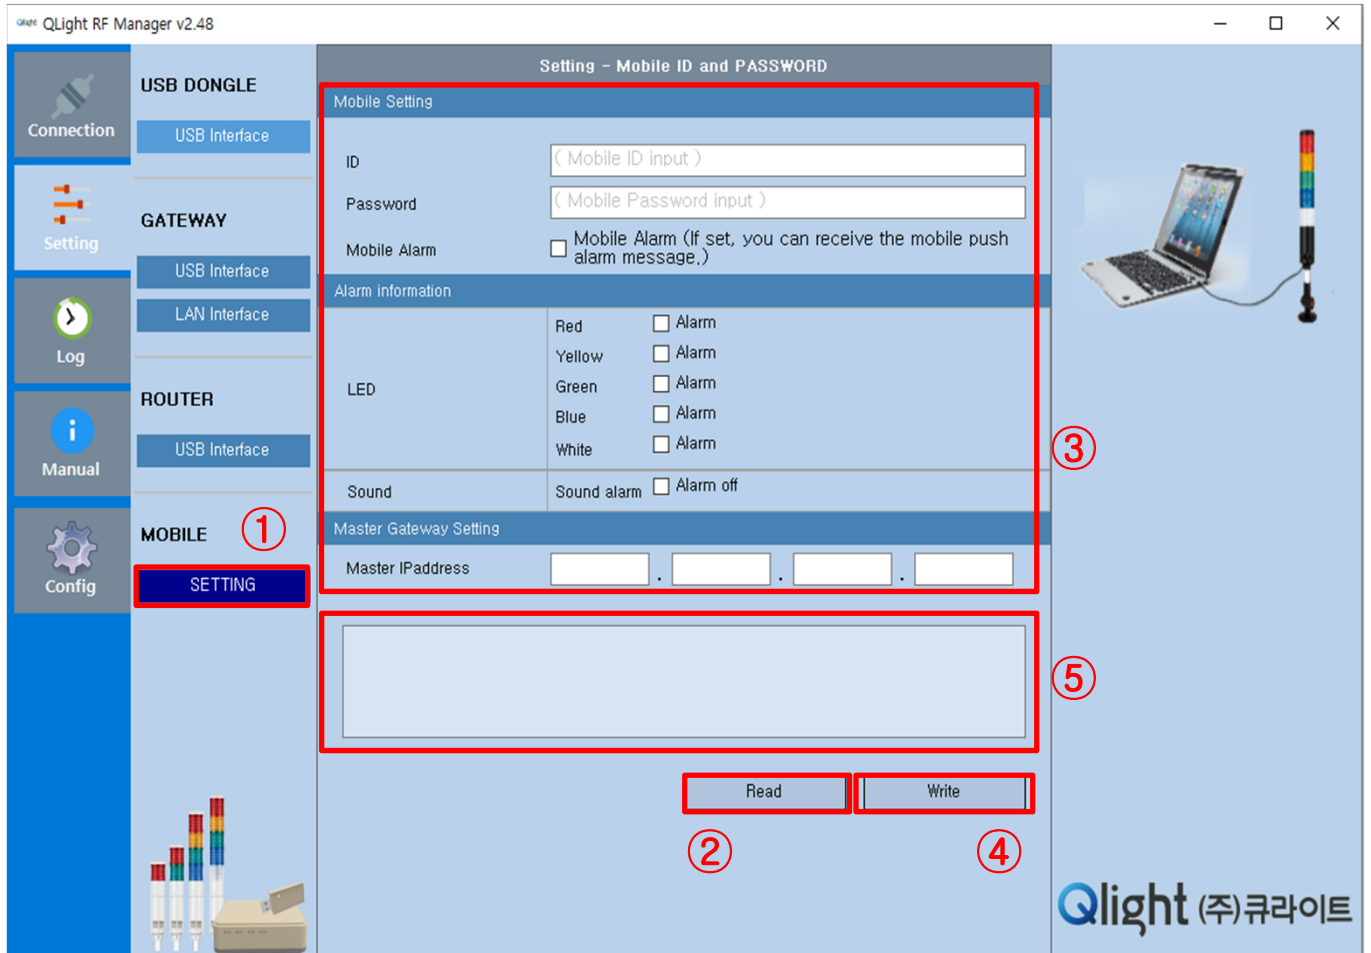 QLight QLight RF Manager v2.48
Connection
Setting
Log
i
Manual
Config
USB DONGLE
USB Interface
GATEWAY
USB Interface
LAN Interface
ROUTER
USB Interface
MOBILE ①
SETTING
Setting - Mobile ID and PASSWORD
Mobile Setting
ID ( Mobile ID input )
Password ( Mobile Password input )
Mobile Alarm Mobile Alarm (If set, you can receive the mobile push
alarm message.)
Alarm information
LED
Red Alarm
Yellow Alarm
Green Alarm
Blue Alarm
White Alarm
③
Sound Sound alarm Alarm off
Master Gateway Setting
Master IPaddress . . .
⑤
Read Write
② ④
Qlight (주)큐라이트